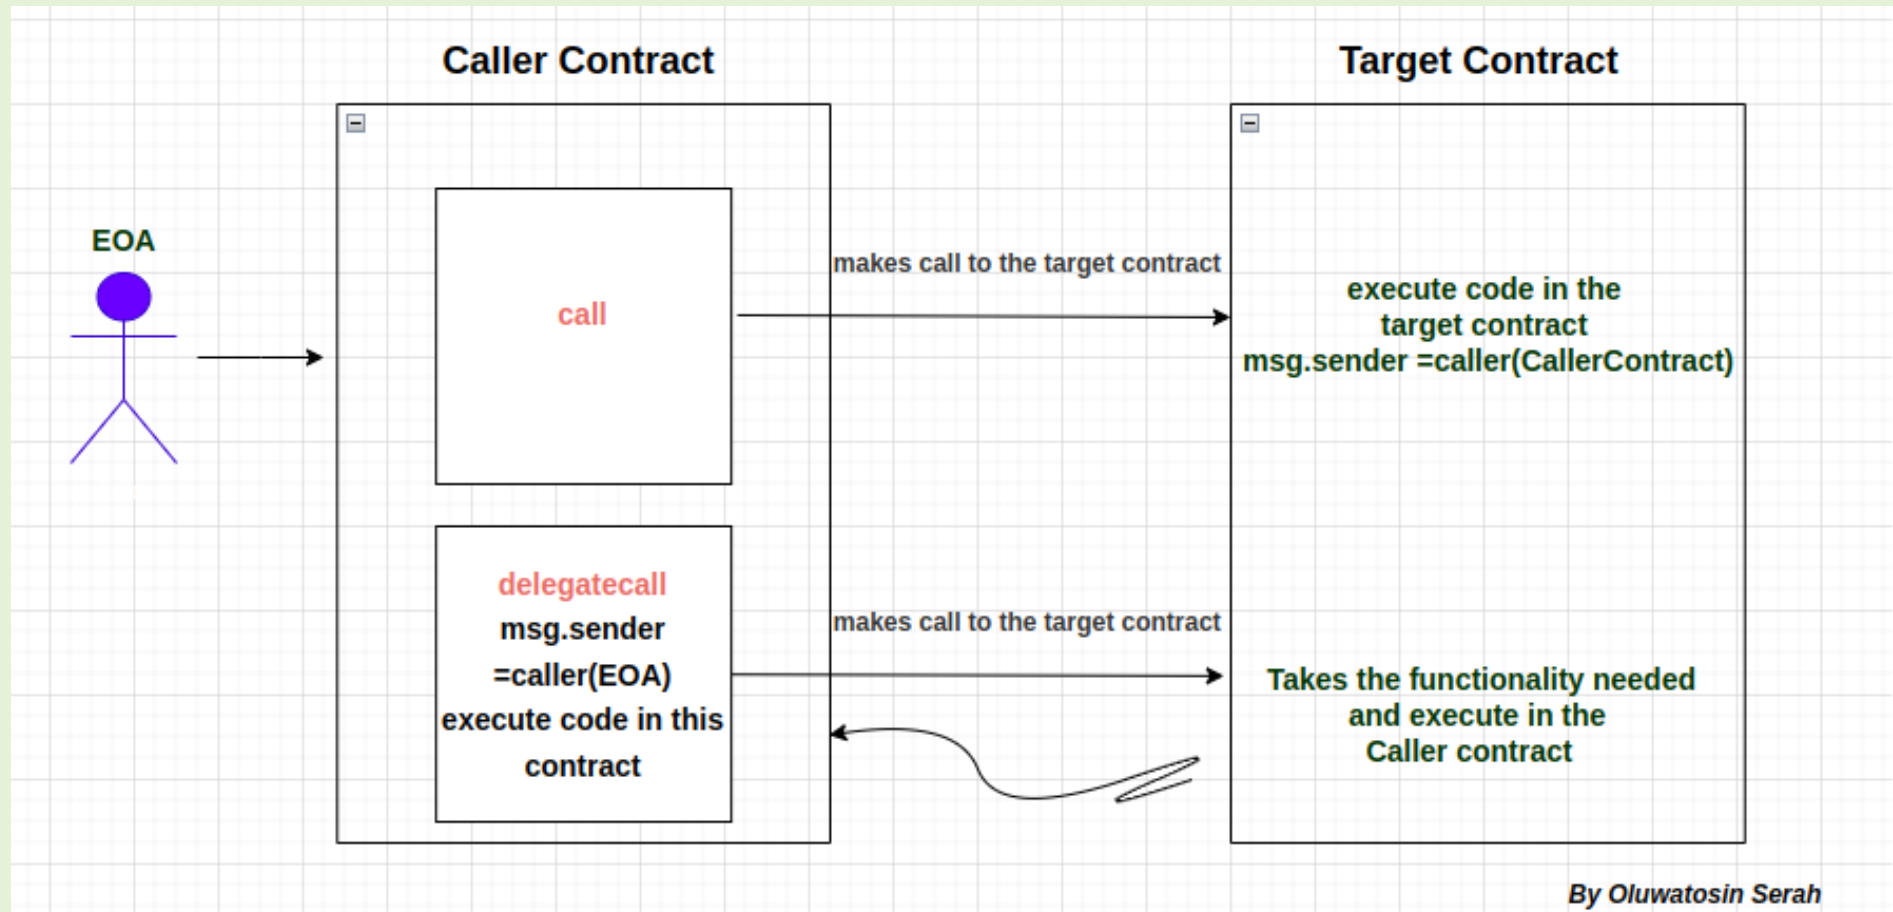 Caller Contract
Target Contract
EOA
call
makes call to the target contract
execute code in the
target contract
msg.sender =caller(CallerContract)
delegatecall
msg.sender
=caller(EOA)
execute code in this
contract
makes call to the target contract
Takes the functionality needed
and execute in the
Caller contract
By Oluwatosin Serah